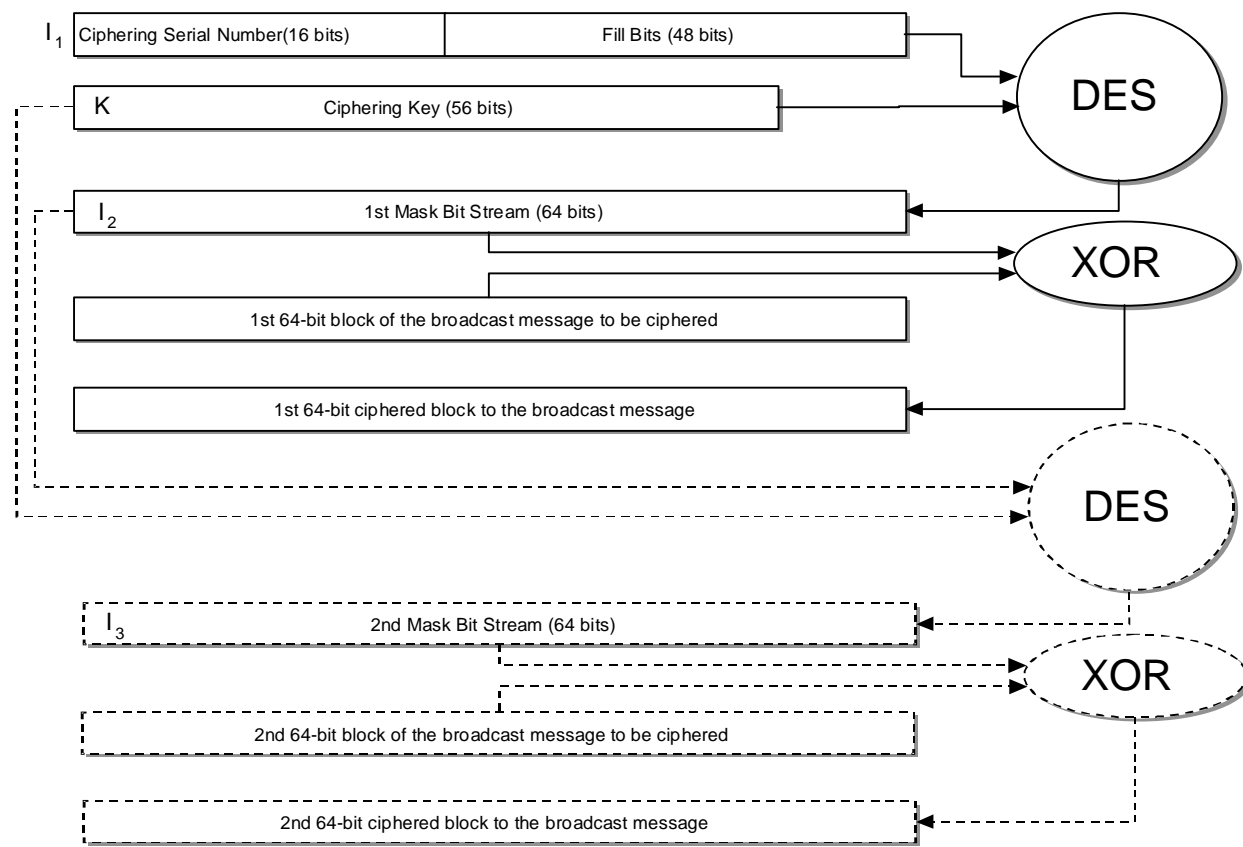 I1 Ciphering Serial Number(16 bits) Fill Bits (48 bits)
DES
K Ciphering Key (56 bits)
I2 1st Mask Bit Stream (64 bits)
XOR
1st 64-bit block of the broadcast message to be ciphered
1st 64-bit ciphered block to the broadcast message
DES
I3 2nd Mask Bit Stream (64 bits)
XOR
2nd 64-bit block of the broadcast message to be ciphered
2nd 64-bit ciphered block to the broadcast message